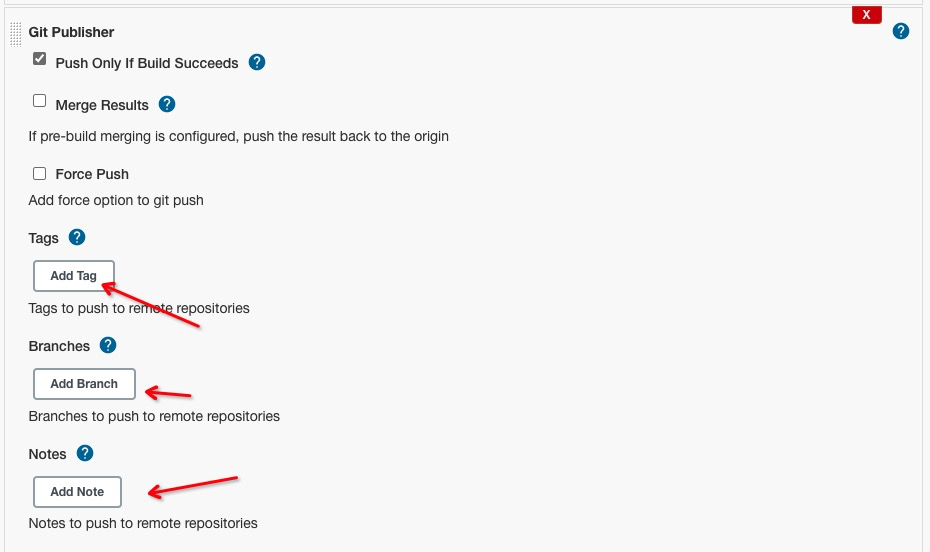 X
Git Publisher
Push Only If Build Succeeds ?
Merge Results ?
If pre-build merging is configured, push the result back to the origin
Force Push
Add force option to git push
Tags ?
Add Tag
Tags to push to remote repositories
Branches ?
Add Branch
Branches to push to remote repositories
Notes ?
Add Note
Notes to push to remote repositories